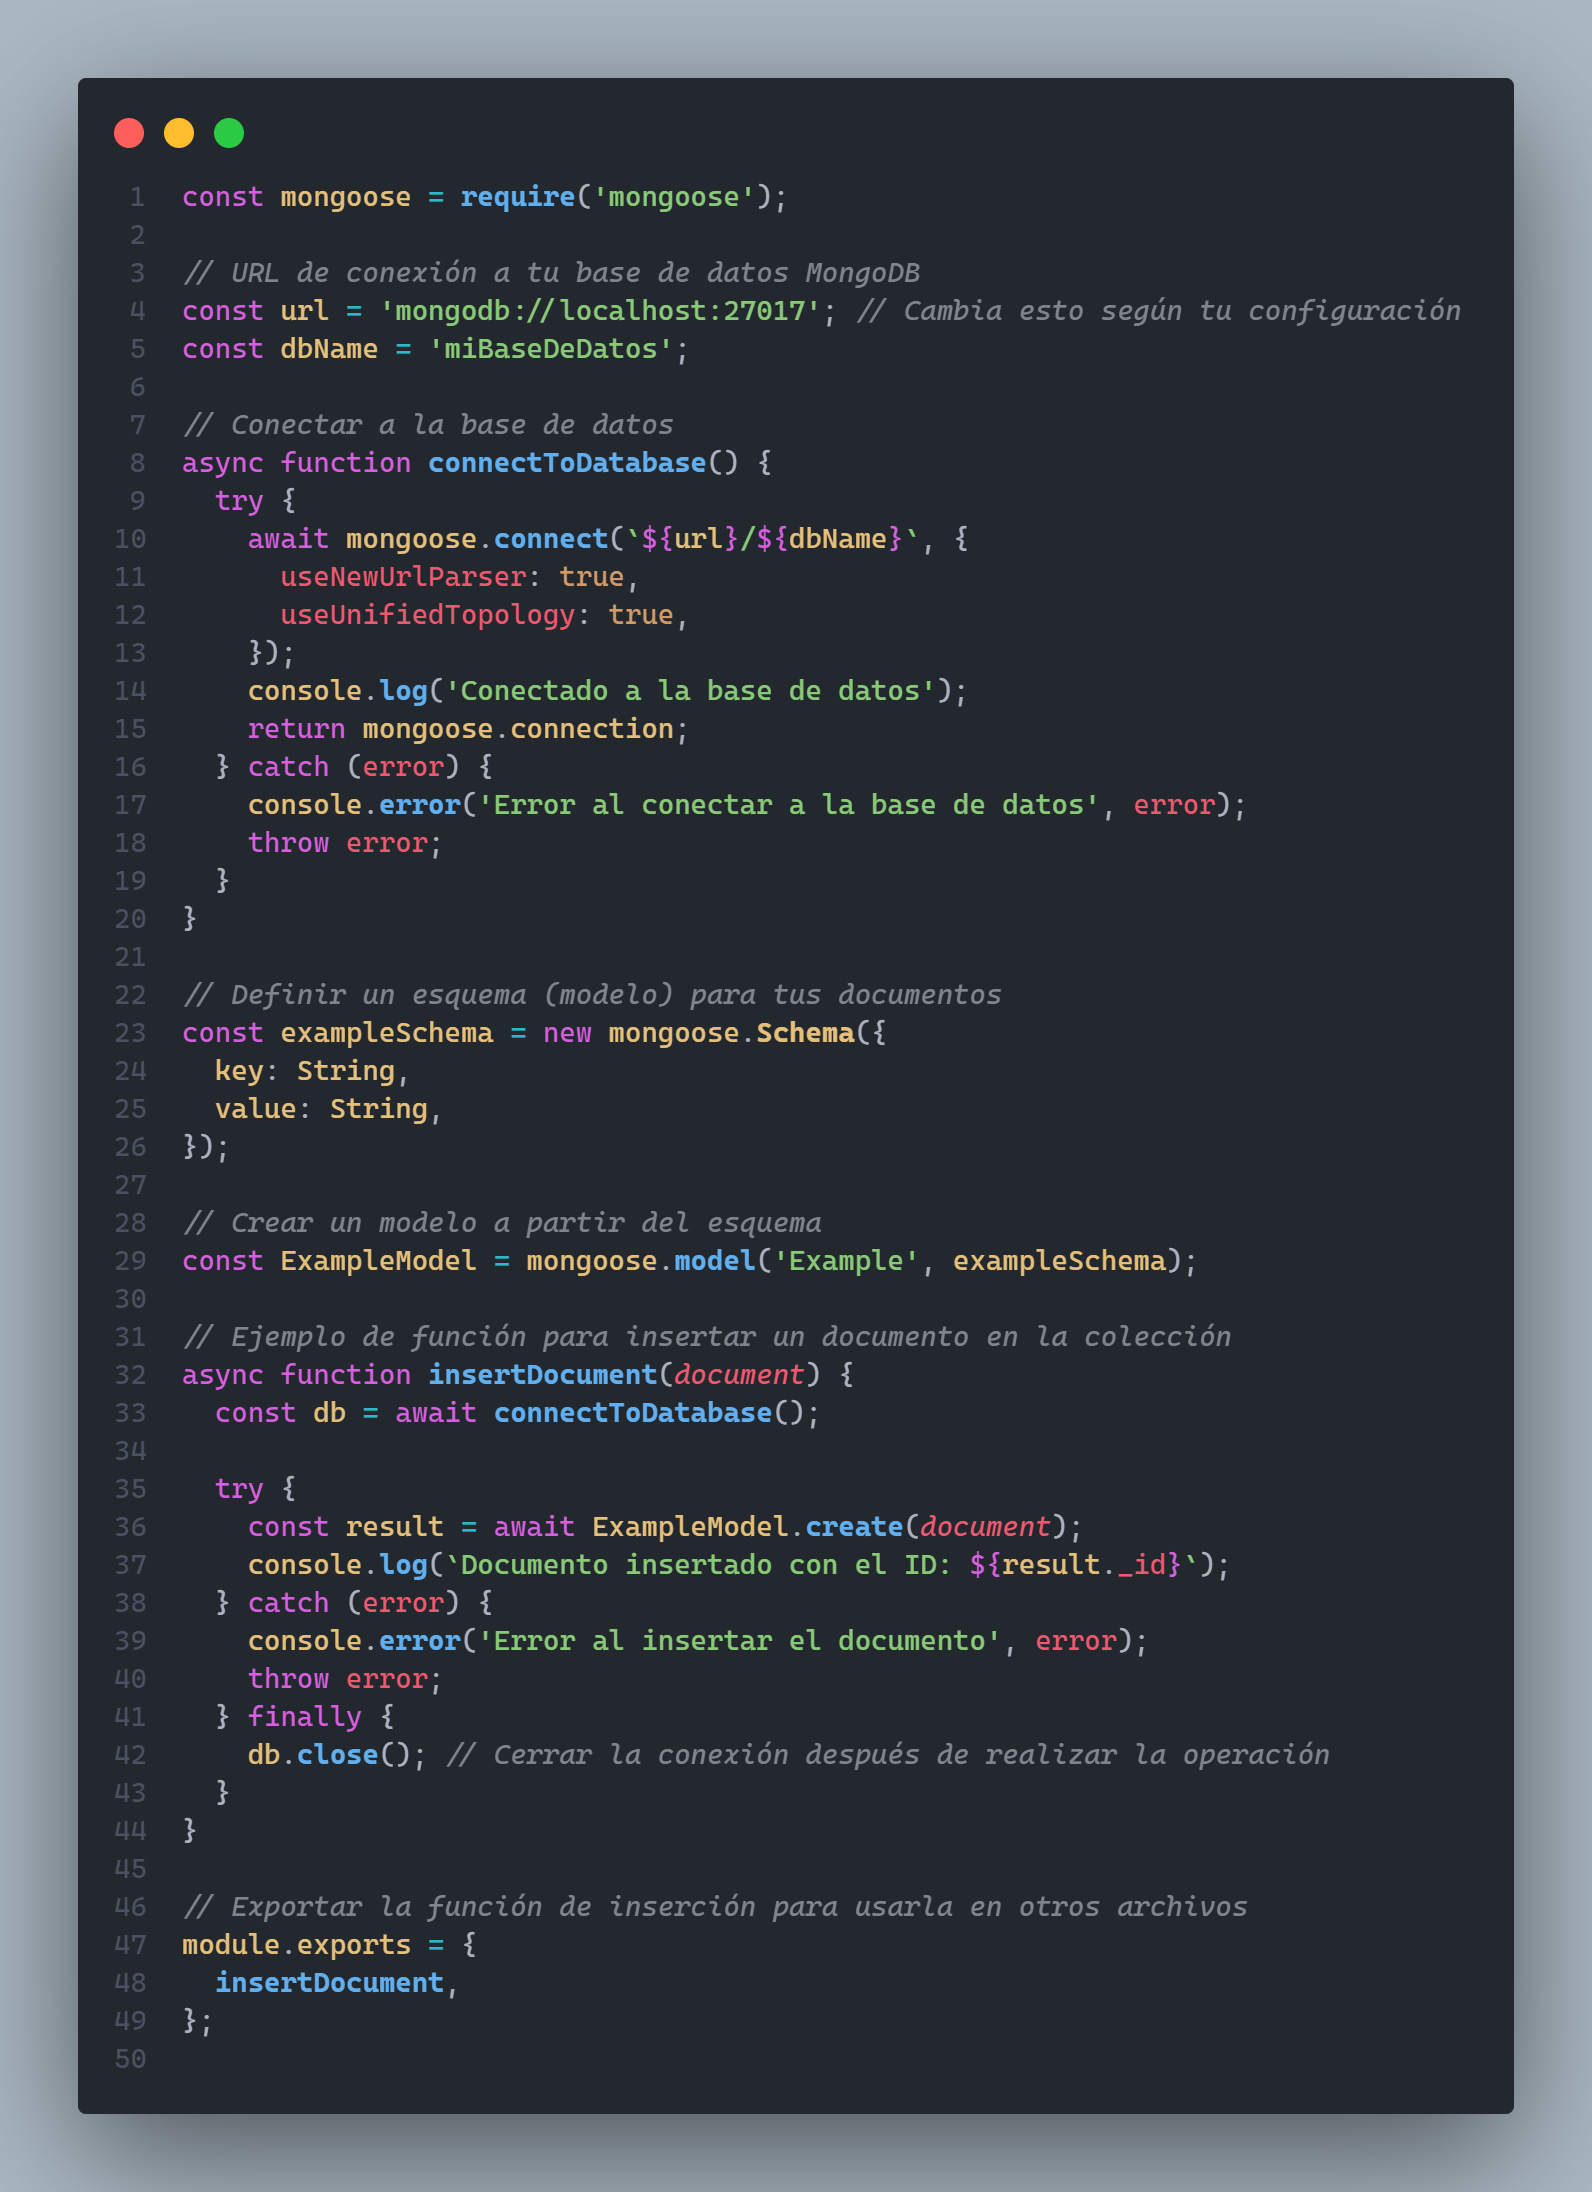 1 const mongoose = require('mongoose');
2
3 // URL de conexión a tu base de datos MongoDB
4 const url = 'mongodb://localhost:27017'; // Cambia esto según tu configuración
5 const dbName = 'miBaseDeDatos';
6
7 // Conectar a la base de datos
8 async function connectToDatabase() {
9   try {
10     await mongoose.connect(`${url}/${dbName}`, {
11       useNewUrlParser: true,
12       useUnifiedTopology: true,
13     });
14     console.log('Conectado a la base de datos');
15     return mongoose.connection;
16   } catch (error) {
17     console.error('Error al conectar a la base de datos', error);
18     throw error;
19   }
20 }
21
22 // Definir un esquema (modelo) para tus documentos
23 const exampleSchema = new mongoose.Schema({
24   key: String,
25   value: String,
26 });
27
28 // Crear un modelo a partir del esquema
29 const ExampleModel = mongoose.model('Example', exampleSchema);
30
31 // Ejemplo de función para insertar un documento en la colección
32 async function insertDocument(document) {
33   const db = await connectToDatabase();
34
35   try {
36     const result = await ExampleModel.create(document);
37     console.log(`Documento insertado con el ID: ${result._id}`);
38   } catch (error) {
39     console.error('Error al insertar el documento', error);
40     throw error;
41   } finally {
42     db.close(); // Cerrar la conexión después de realizar la operación
43   }
44 }
45
46 // Exportar la función de inserción para usarla en otros archivos
47 module.exports = {
48   insertDocument,
49 };
50